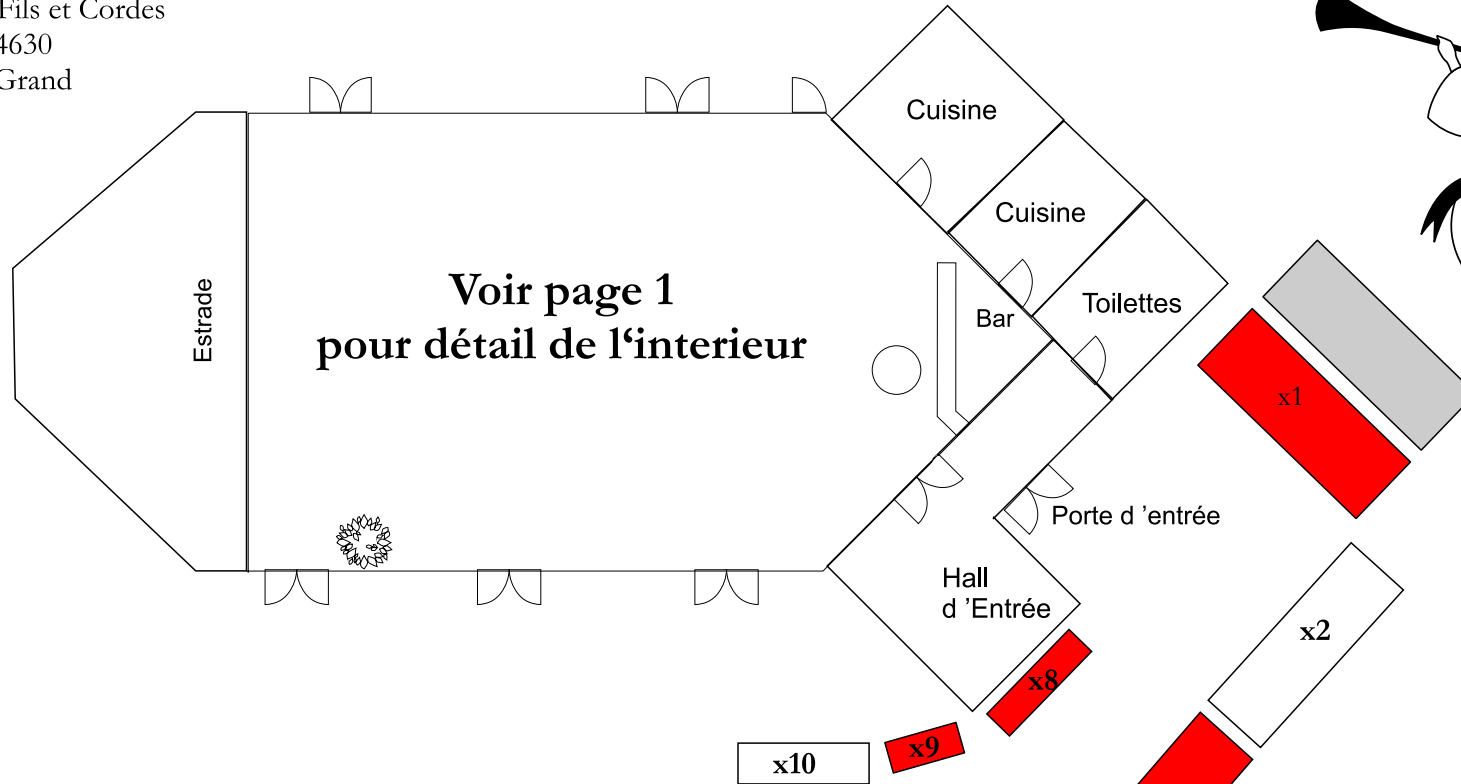 Fils et Cordes
4630
Grand
Cuisine
Cuisine
Toilettes
Bar
Estrade
Voir page 1
pour détail de l‘interieur
x1
Porte d ’entrée
Hall
d ’Entrée
x2
x8
x9
x10